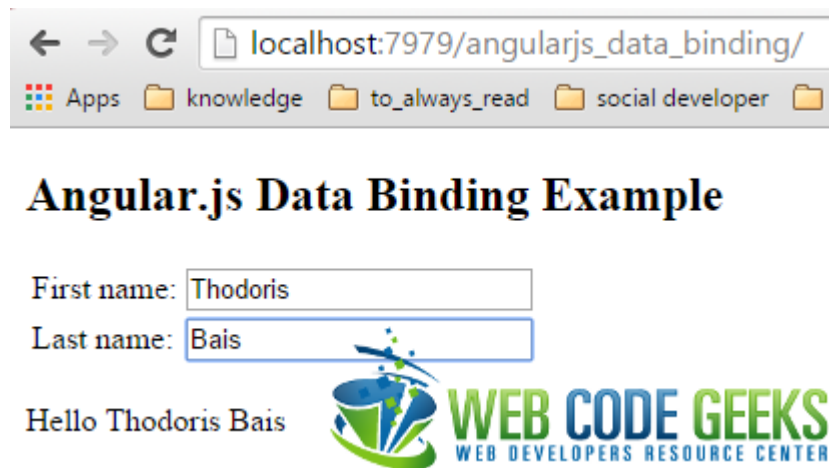 localhost:7979/angularjs_data_binding/
Apps knowledge to_always_read social developer
Angular.js Data Binding Example
First name: Thodoris
Last name: Bais
Hello Thodoris Bais
WEB CODE GEEKS
WEB DEVELOPERS RESOURCE CENTER